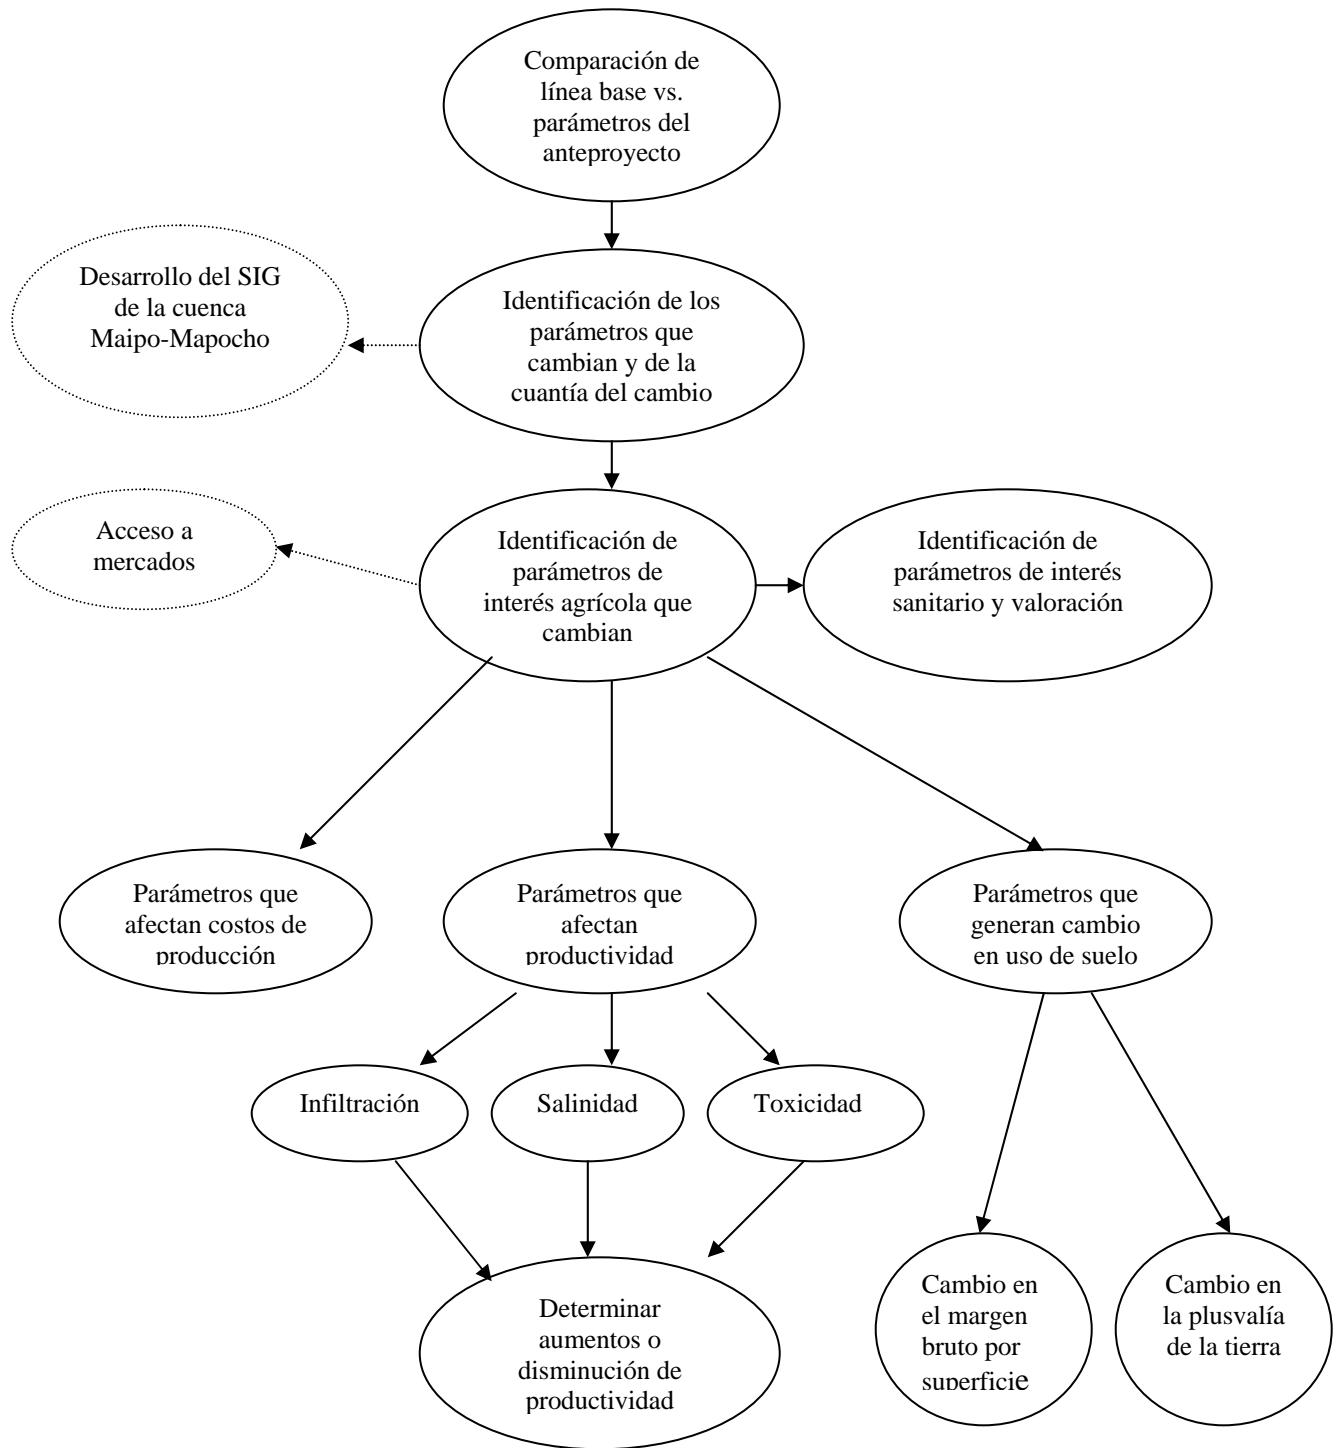 Comparación de
línea base vs.
parámetros del
anteproyecto
Desarrollo del SIG
de la cuenca
Maipo-Mapocho
Identificación de los
parámetros que
cambian y de la
cuantía del cambio
Acceso a
mercados
Identificación de
parámetros de
interés agrícola que
cambian
Identificación de
parámetros de interés
sanitario y valoración
Parámetros que
afectan costos de
producción
Parámetros que
afectan
productividad
Parámetros que
generan cambio
en uso de suelo
Infiltración
Salinidad
Toxicidad
Determinar
aumentos o
disminución de
productividad
Cambio en
el margen
bruto por
superficie
Cambio en
la plusvalía
de la tierra